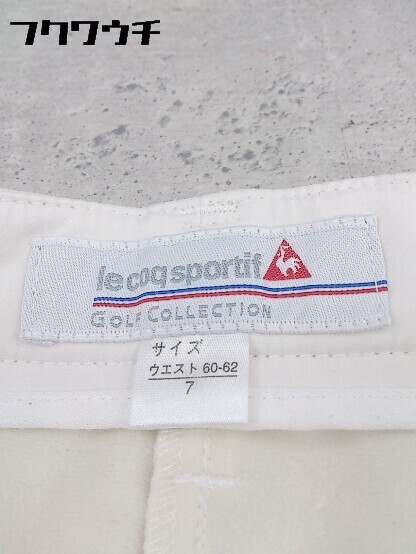 フクワウチ
le coq sportif
GOLF COLLECTION
サイズ
ウエスト 60-62
7